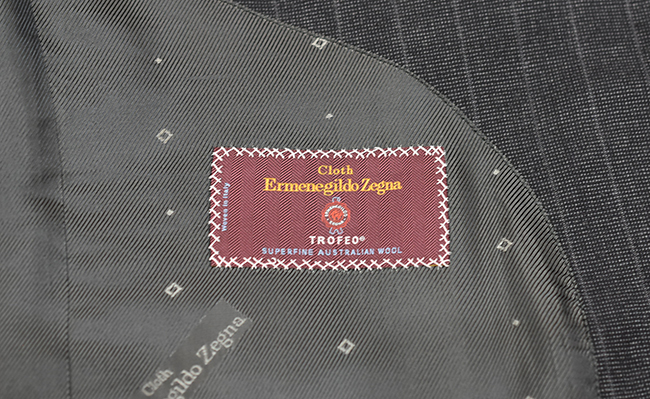 Cloth
Ermenegildo Zegna
Woven in Italy
TROFEO®
SUPERFINE AUSTRALIAN WOOL
Cloth
gildo Zegna